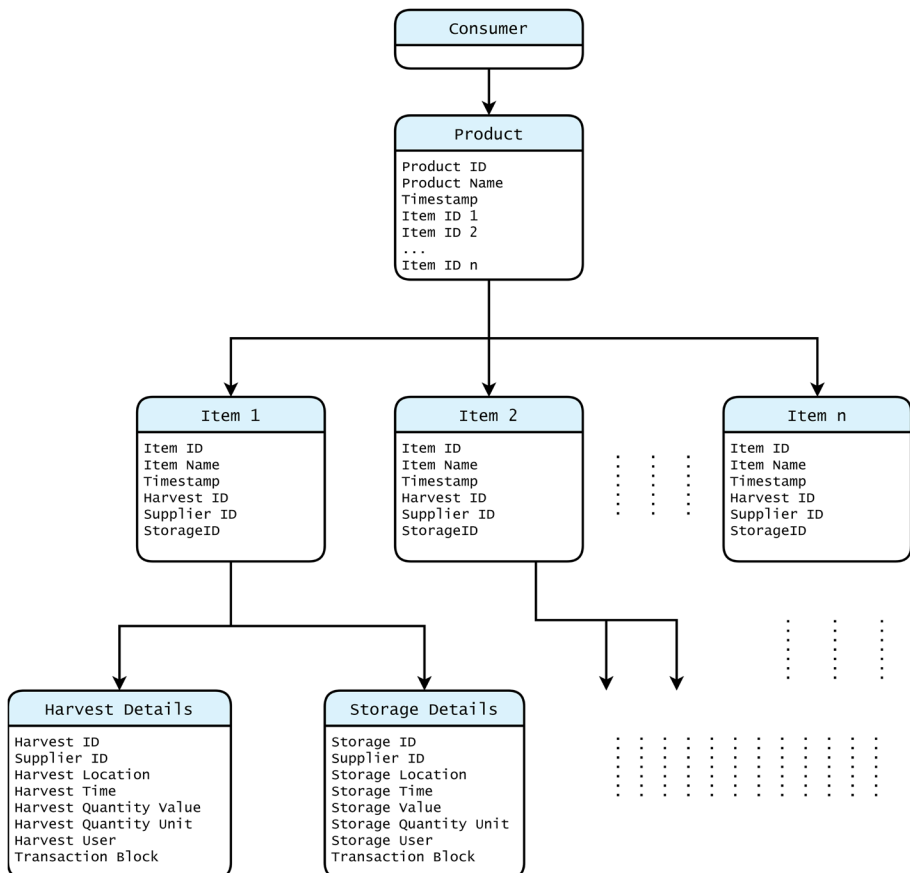 Consumer
Product
Product ID
Product Name
Timestamp
Item ID 1
Item ID 2
...
Item ID n
Item 1
Item ID
Item Name
Timestamp
Harvest ID
Supplier ID
StorageID
Item 2
Item ID
Item Name
Timestamp
Harvest ID
Supplier ID
StorageID
Item n
Item ID
Item Name
Timestamp
Harvest ID
Supplier ID
StorageID
Harvest Details
Harvest ID
Supplier ID
Harvest Location
Harvest Time
Harvest Quantity Value
Harvest Quantity Unit
Harvest User
Transaction Block
Storage Details
Storage ID
Supplier ID
Storage Location
Storage Time
Storage Value
Storage Quantity Unit
Storage User
Transaction Block